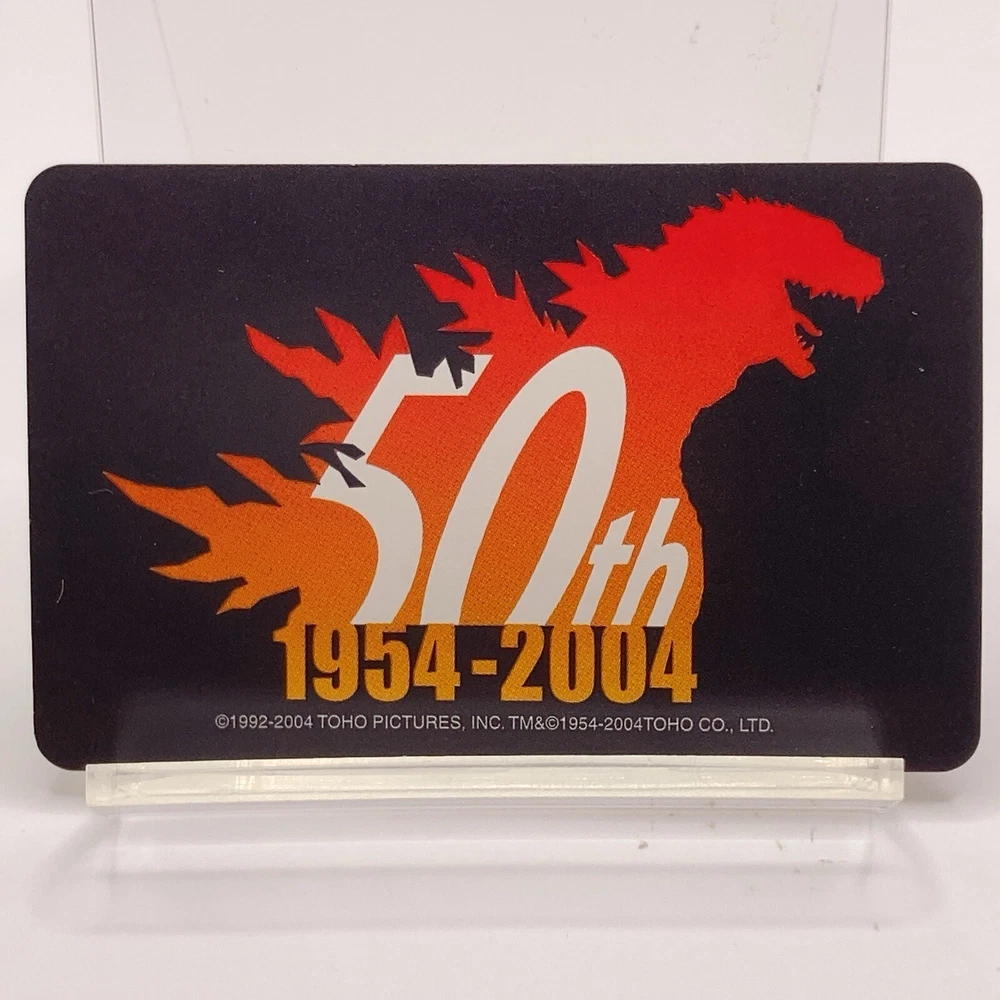 50th
1954-2004
©1992-2004 TOHO PICTURES, INC. TM&©1954-2004TOHO CO., LTD.